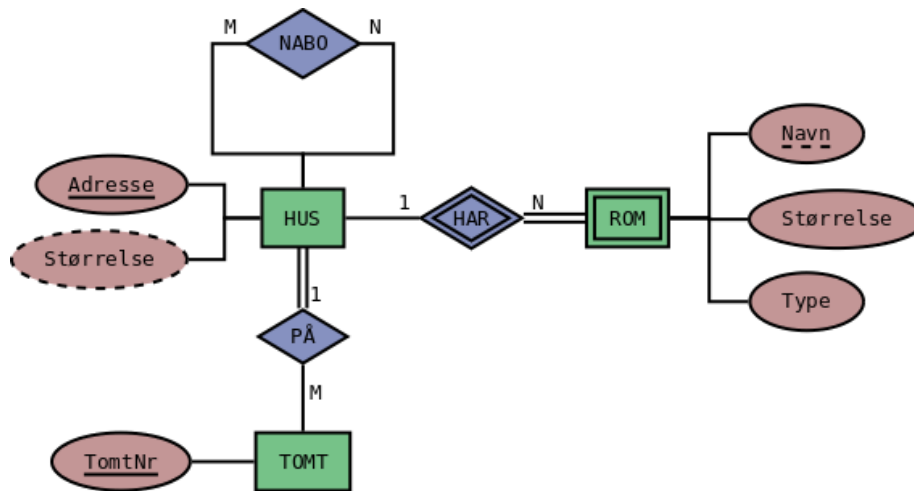 M
NABO
N
Adresse
HUS
1
HAR
N
ROM
Navn
Størrelse
Størrelse
Type
1
PÅ
M
TomtNr
TOMT